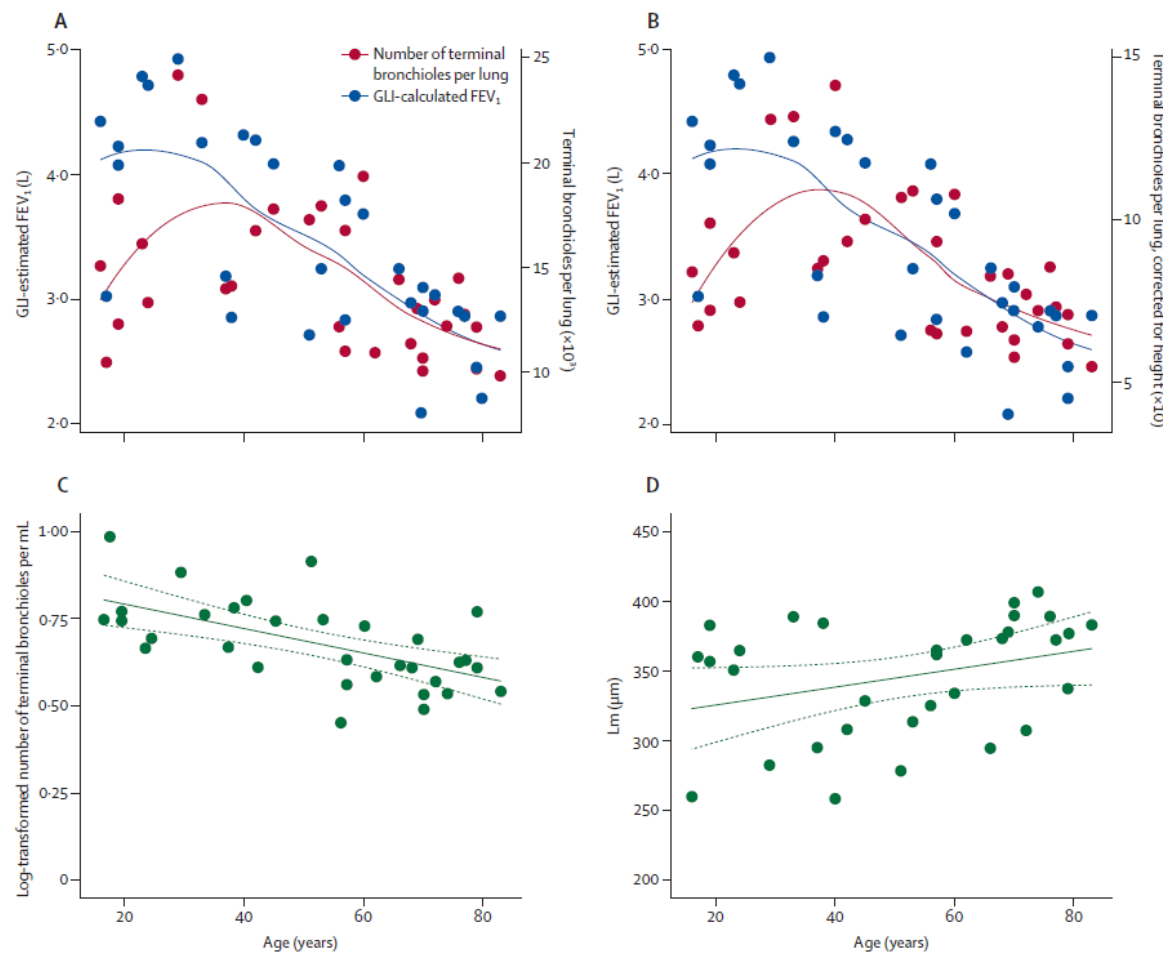 A
5·0
4·0
3·0
2·0
GLI-estimated FEV1 (L)
Number of terminal
bronchioles per lung
GLI-calculated FEV1
25
20
15
10
Terminal bronchioles per lung (×10³)
B
5·0
4·0
3·0
2·0
GLI-estimated FEV1 (L)
15
10
5
Terminal bronchioles per lung, corrected for height (×10)
C
1·00
0·75
0·50
0·25
0
Log-transformed number of terminal bronchioles per mL
20
40
60
80
Age (years)
D
450
400
350
300
250
200
Lm (µm)
20
40
60
80
Age (years)